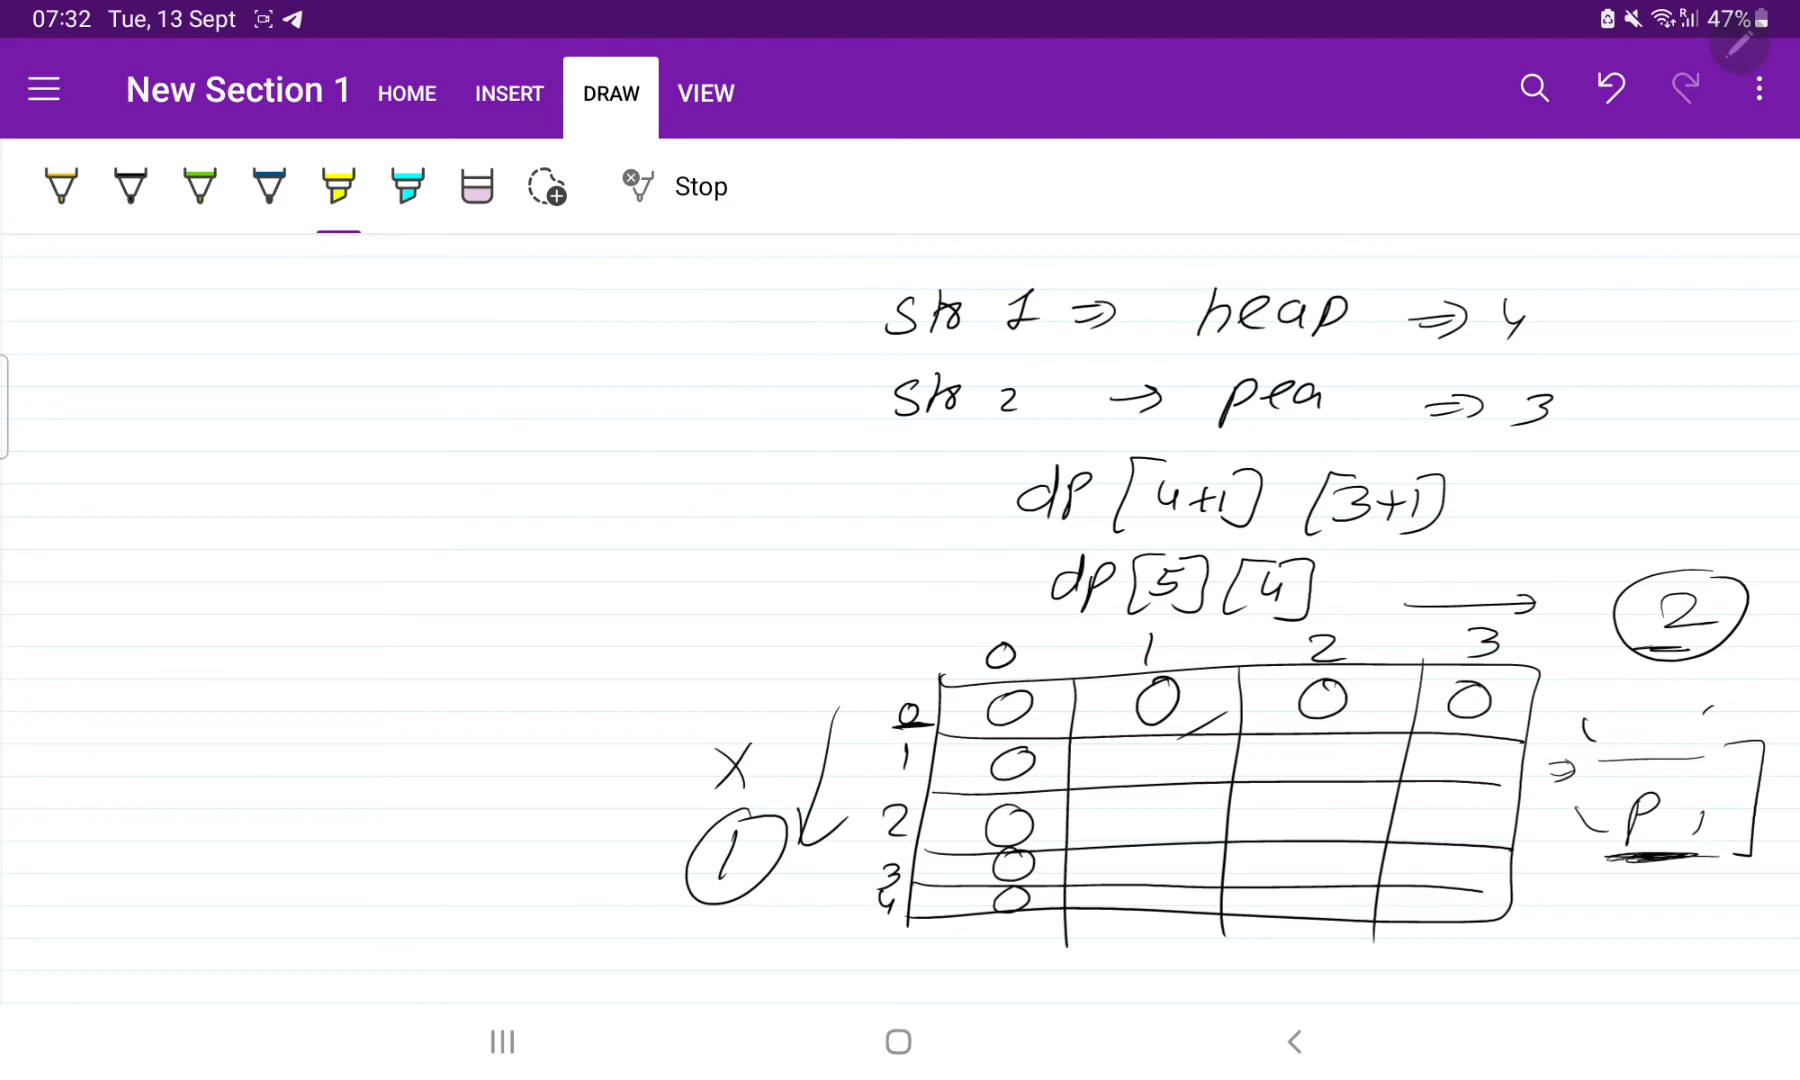 07:32 Tue, 13 Sept 47%
New Section 1 HOME INSERT DRAW VIEW
Stop
str 1 ⇒ heap ⇒ 4
str 2 → pea ⇒ 3
dp [4+1] [3+1]
dp [5] [4] → 2
0 1 2 3
0 0 0 0 0
1 0
X
⇒ p
2 0
1
3 0
4 0